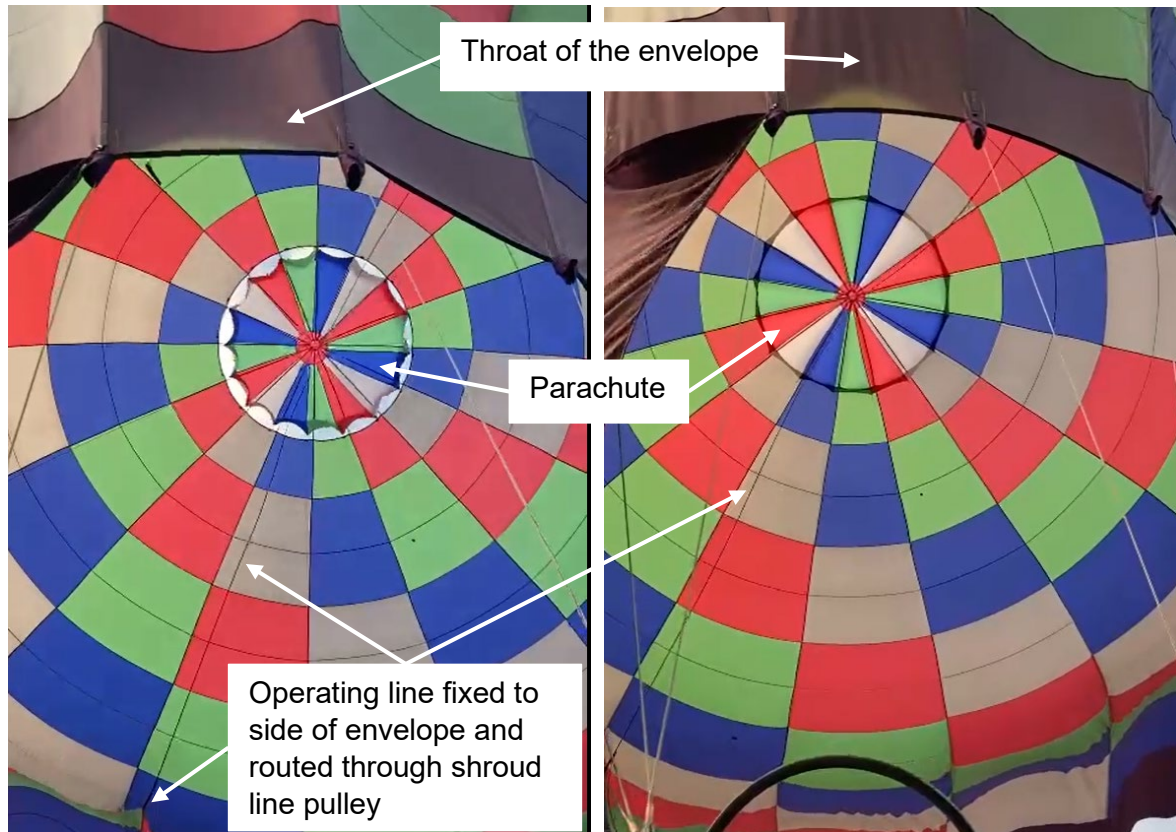 Throat of the envelope
Parachute
Operating line fixed to
side of envelope and
routed through shroud
line pulley